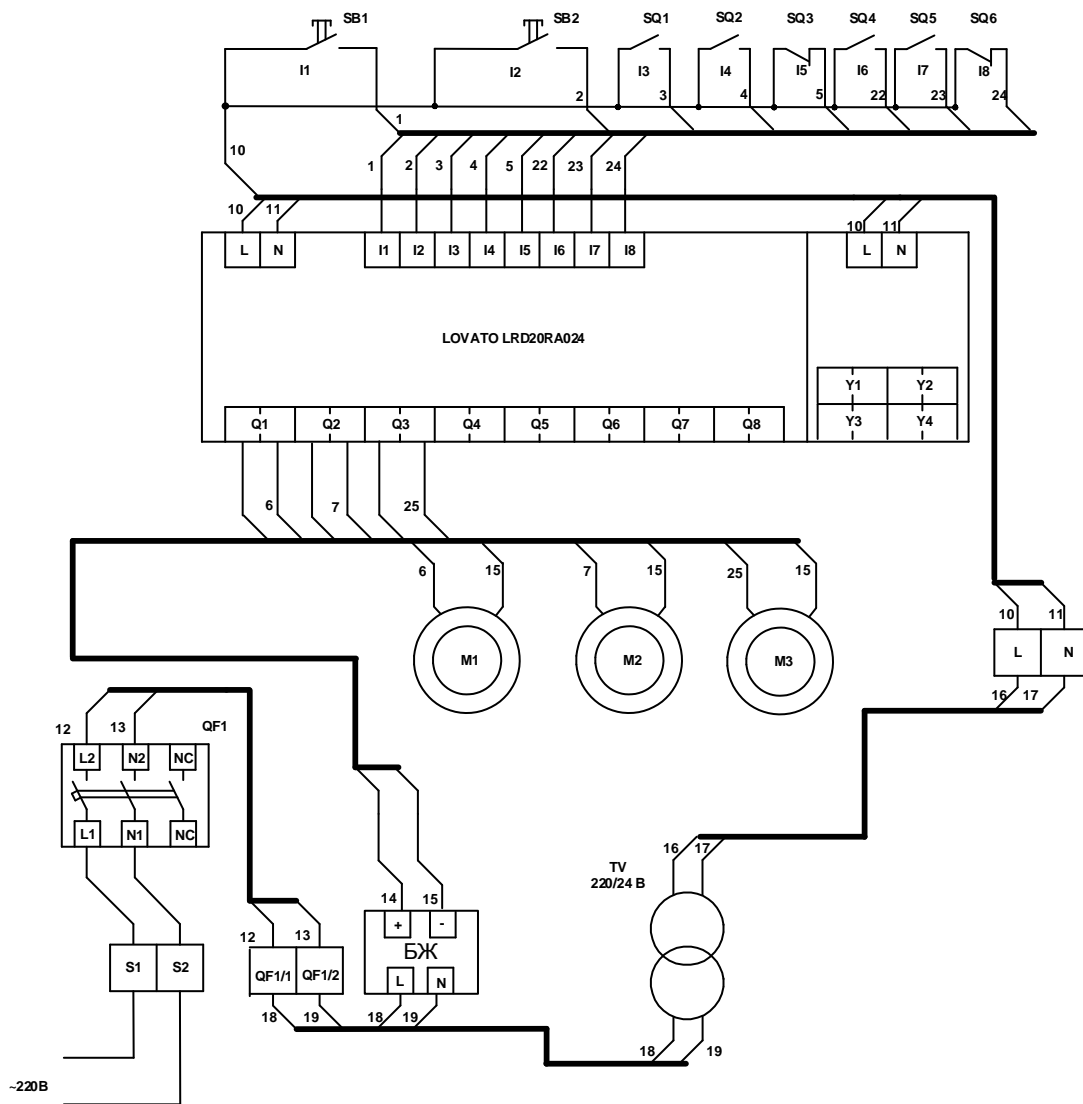 SB1 SB2 SQ1 SQ2 SQ3 SQ4 SQ5 SQ6
I1 I2 I3 I4 I5 I6 I7 I8
2 3 4 5 22 23 24
1
10 1 2 3 4 5 22 23 24
10 11 10 11
L N I1 I2 I3 I4 I5 I6 I7 I8 L N
LOVATO LRD20RA024
Y1 Y2
Q1 Q2 Q3 Q4 Q5 Q6 Q7 Q8 Y3 Y4
6 7 25
6 15 7 15 25 15
10 11
M1 M2 M3 L N
16 17
12 13 QF1
L2 N2 NC
L1 N1 NC
16 17
TV
220/24 В
14 15
+ -
12 13
БЖ
S1 S2 QF1/1 QF1/2 L N
18 19 18 19
18 19
~220В